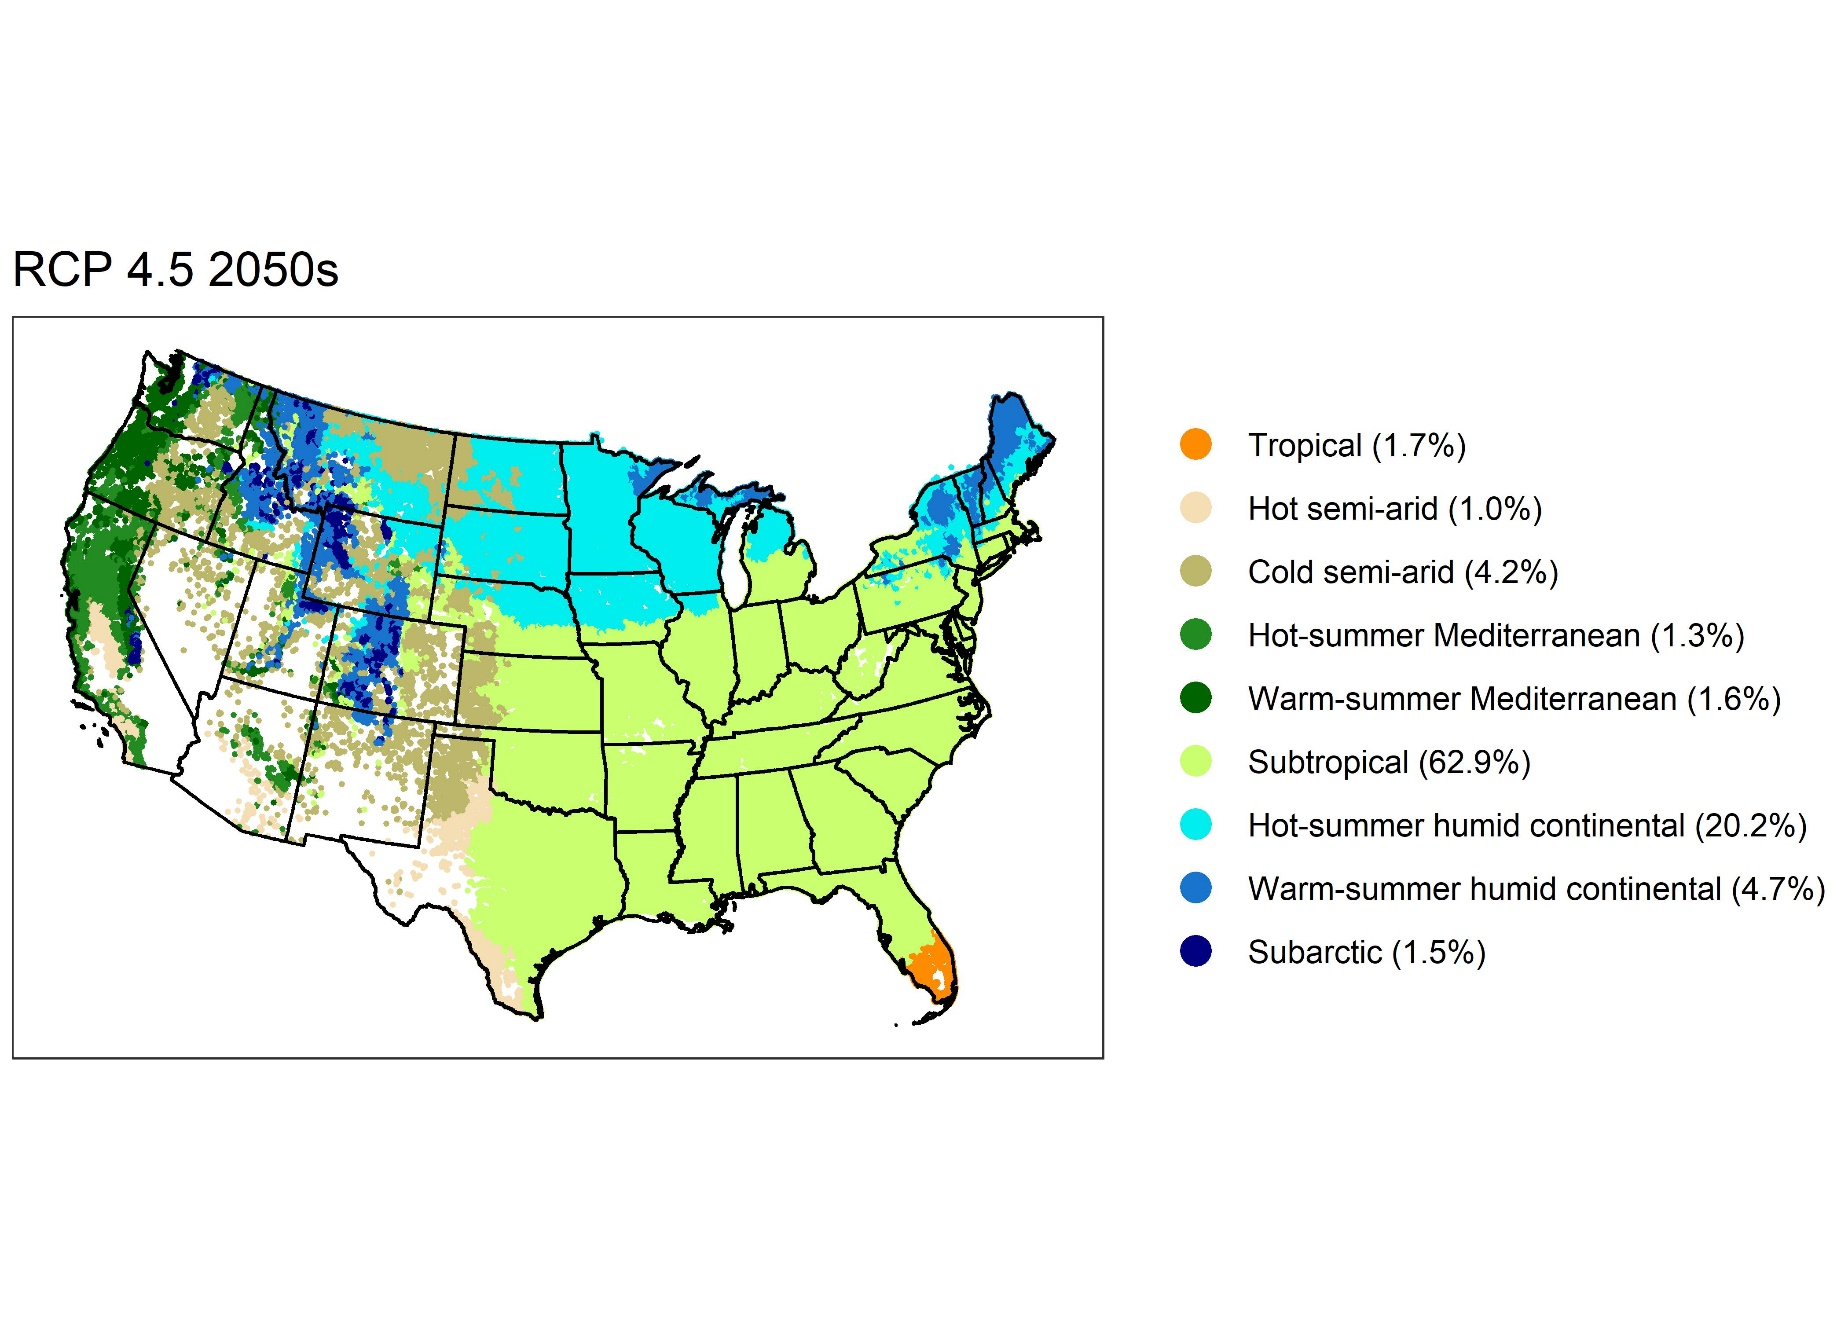 RCP 4.5 2050s
Tropical (1.7%)
Hot semi-arid (1.0%)
Cold semi-arid (4.2%)
Hot-summer Mediterranean (1.3%)
Warm-summer Mediterranean (1.6%)
Subtropical (62.9%)
Hot-summer humid continental (20.2%)
Warm-summer humid continental (4.7%)
Subarctic (1.5%)